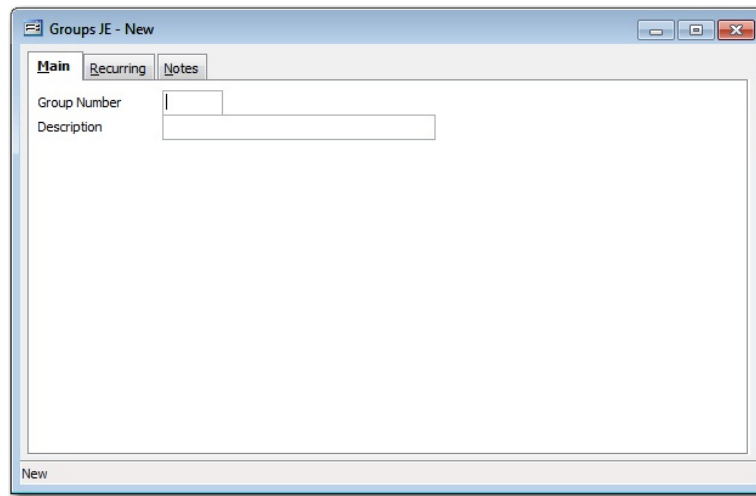 Groups JE - New
Main Recurring Notes
Group Number
Description
New